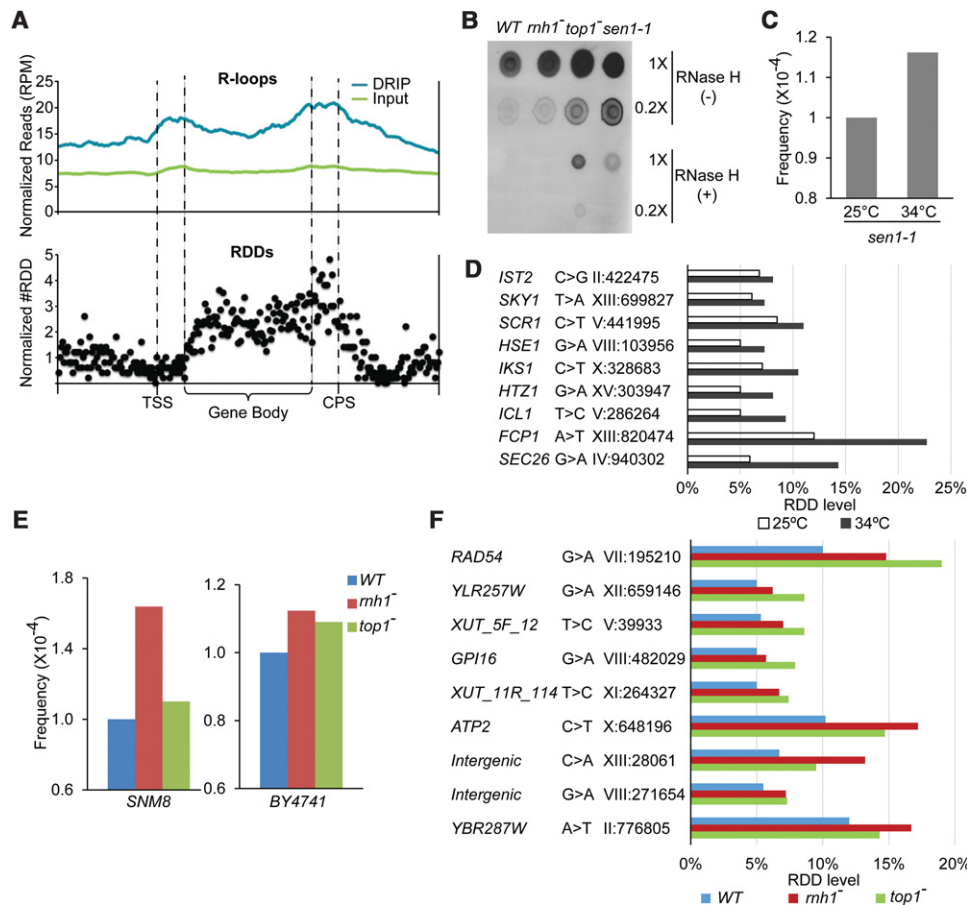 A
R-loops
DRIP
Input
Normalized Reads (RPM)
25
20
15
10
5
0
RDDs
Normalized #RDD
5
4
3
2
1
TSS
Gene Body
CPS
B
WT rnh1⁻ top1⁻ sen1-1
1X
0.2X
RNase H
(-)
1X
0.2X
RNase H
(+)
C
Frequency (X10⁻⁴)
1.2
1.1
1
0.9
0.8
25°C 34°C
sen1-1
D
IST2 C>G II:422475
SKY1 T>A XIII:699827
SCR1 C>T V:441995
HSE1 G>A VIII:103956
IKS1 C>T X:328683
HTZ1 G>A XV:303947
ICL1 T>C V:286264
FCP1 A>T XIII:820474
SEC26 G>A IV:940302
0% 5% 10% 15% 20% 25%
RDD level
25ºC 34ºC
E
Frequency (X10⁻⁴)
1.8
1.4
1.0
0.6
SNM8
1.4
1.2
1.0
0.8
0.6
BY4741
WT
rnh1⁻
top1⁻
F
RAD54 G>A VII:195210
YLR257W G>A XII:659146
XUT_5F_12 T>C V:39933
GPI16 G>A VIII:482029
XUT_11R_114 T>C XI:264327
ATP2 C>T X:648196
Intergenic C>A XIII:28061
Intergenic G>A VIII:271654
YBR287W A>T II:776805
0% 5% 10% 15% 20%
RDD level
WT rnh1⁻ top1⁻